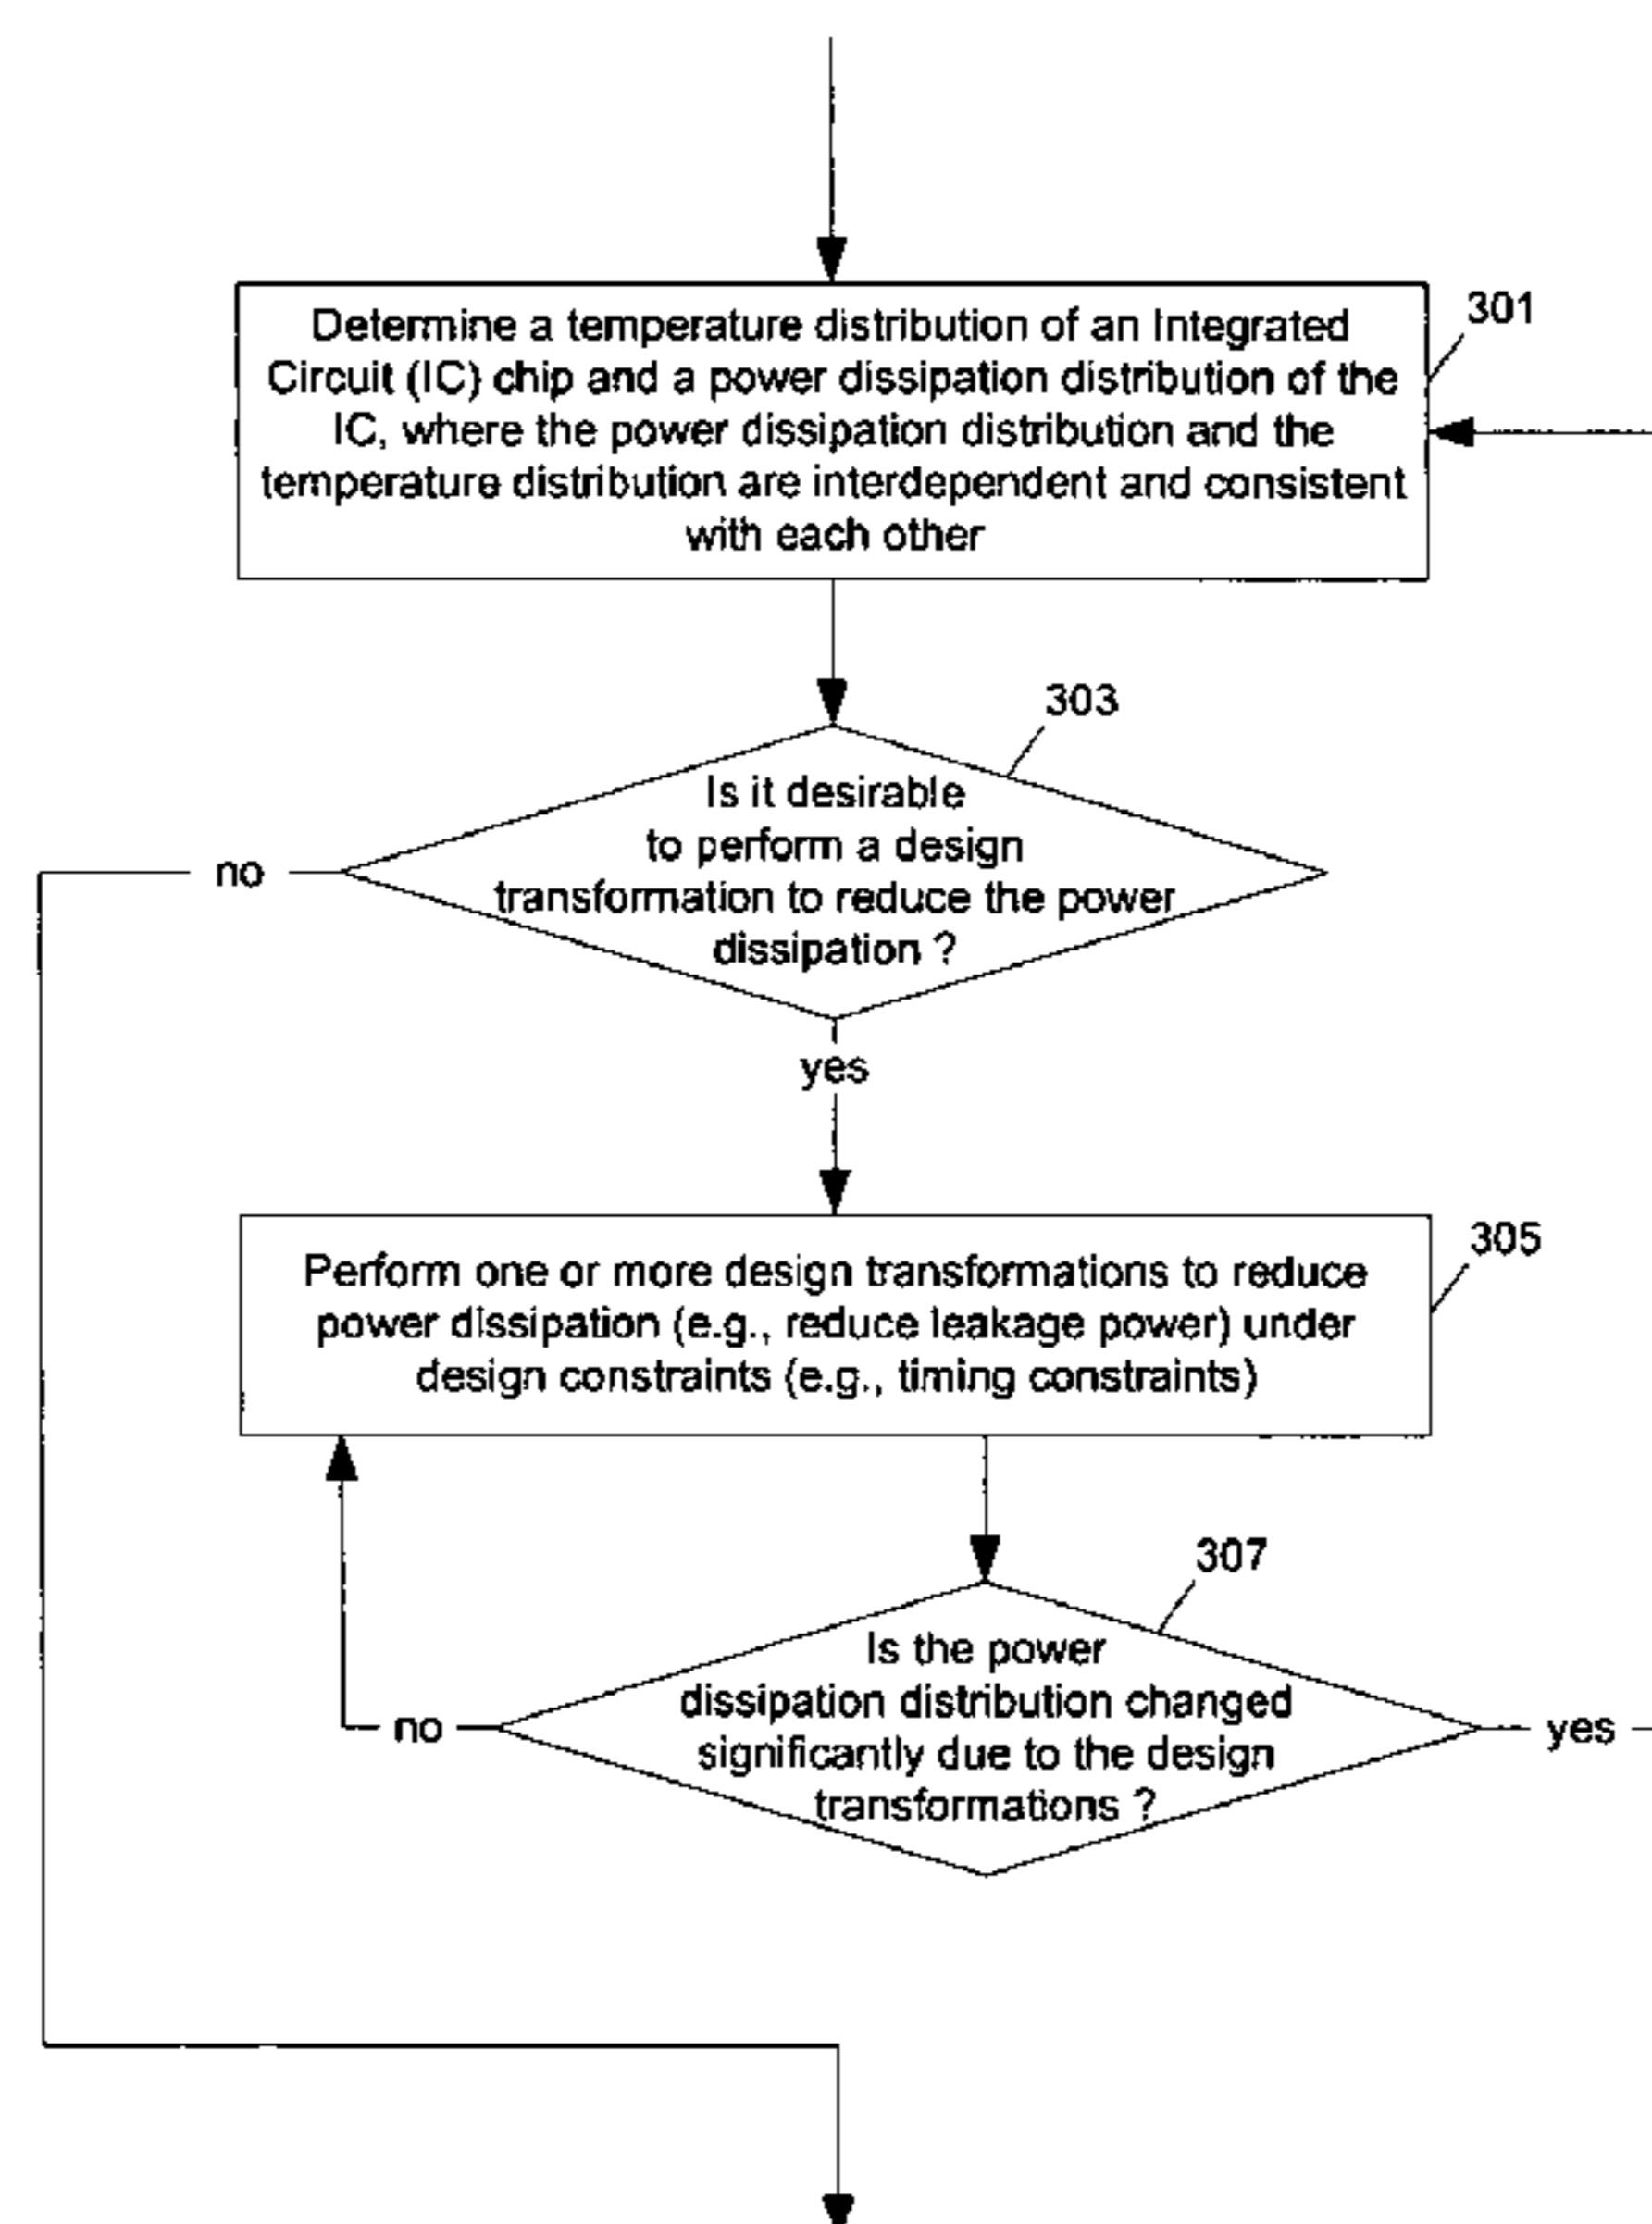 301
Determine a temperature distribution of an Integrated
Circuit (IC) chip and a power dissipation distribution of the
IC, where the power dissipation distribution and the
temperature distribution are interdependent and consistent
with each other
303
Is it desirable
to perform a design
transformation to reduce the power
dissipation ?
no
yes
305
Perform one or more design transformations to reduce
power dissipation (e.g., reduce leakage power) under
design constraints (e.g., timing constraints)
307
Is the power
dissipation distribution changed
significantly due to the design
transformations ?
no
yes